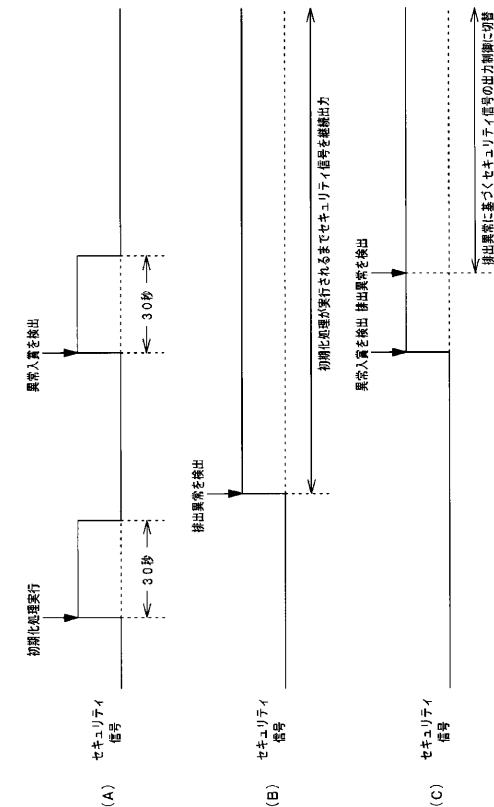 (A)
セキュリティ
信号
初期化処理実行
30秒
異常入賞を検出
30秒
(B)
セキュリティ
信号
排出異常を検出
初期化処理が実行されるまでセキュリティ信号を継続出力
(C)
セキュリティ
信号
異常入賞を検出 排出異常を検出
排出異常に基づくセキュリティ信号の出力制御に切替